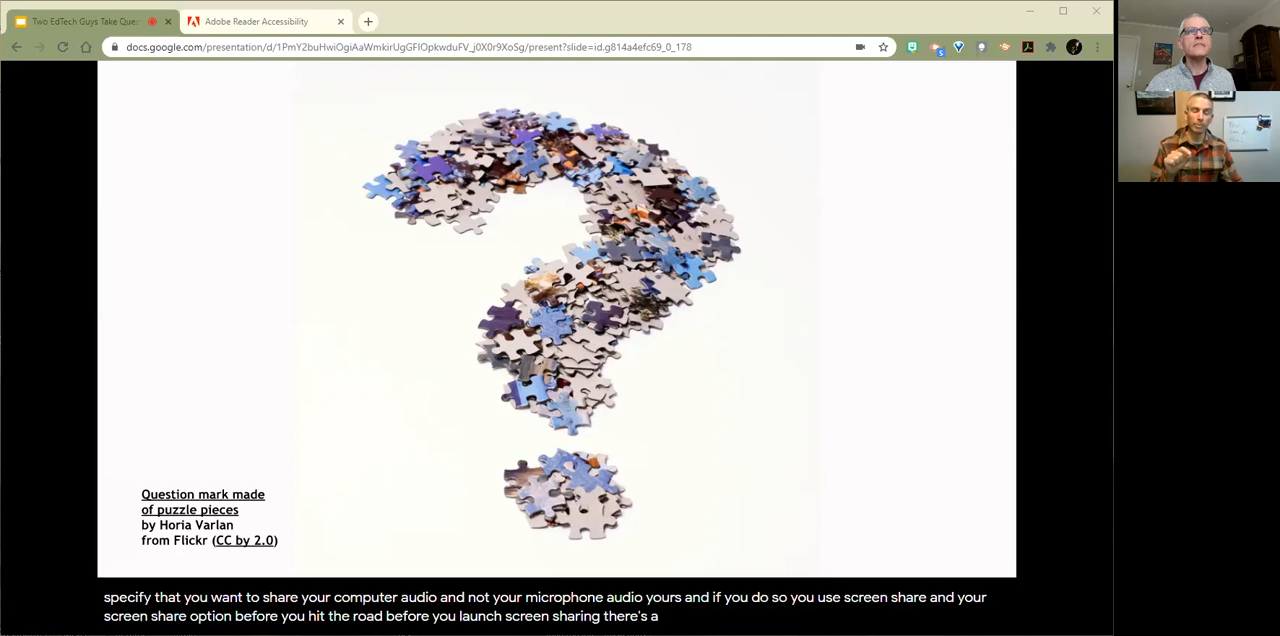 Two EdTech Guys Take Que
Adobe Reader Accessibility
docs.google.com/presentation/d/1PmY2buHwiOgiAaWmkirUgGFIOpkwduFV_j0X0r9XoSg/present?slide=id.g814a4efc69_0_178
Question mark made
of puzzle pieces
by Horia Varlan
from Flickr (CC by 2.0)
specify that you want to share your computer audio and not your microphone audio yours and if you do so you use screen share and your
screen share option before you hit the road before you launch screen sharing there's a